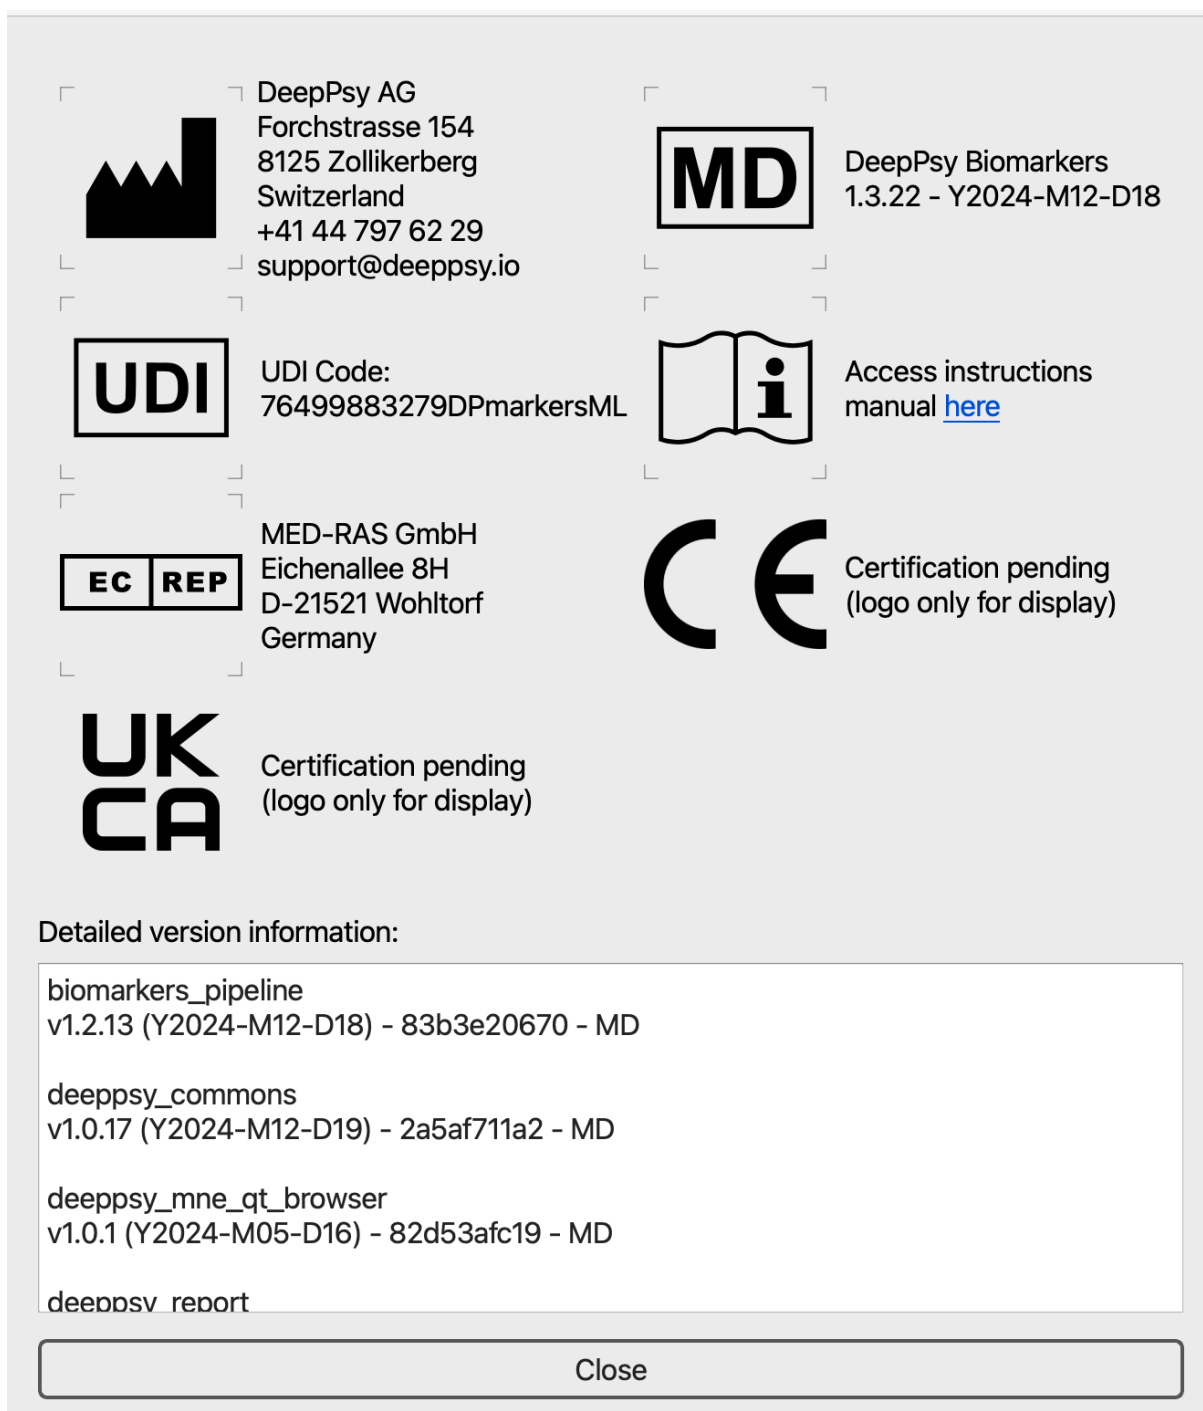 DeepPsy AG
Forchstrasse 154
8125 Zollikerberg
Switzerland
+41 44 797 62 29
support@deeppsy.io
MD
DeepPsy Biomarkers
1.3.22 - Y2024-M12-D18
UDI
UDI Code:
76499883279DPmarkersML
i
Access instructions
manual here
EC REP
MED-RAS GmbH
Eichenallee 8H
D-21521 Wohltorf
Germany
CE
Certification pending
(logo only for display)
UK
CA
Certification pending
(logo only for display)
Detailed version information:
biomarkers_pipeline
v1.2.13 (Y2024-M12-D18) - 83b3e20670 - MD
deeppsy_commons
v1.0.17 (Y2024-M12-D19) - 2a5af711a2 - MD
deeppsy_mne_qt_browser
v1.0.1 (Y2024-M05-D16) - 82d53afc19 - MD
deeppsy_report
Close